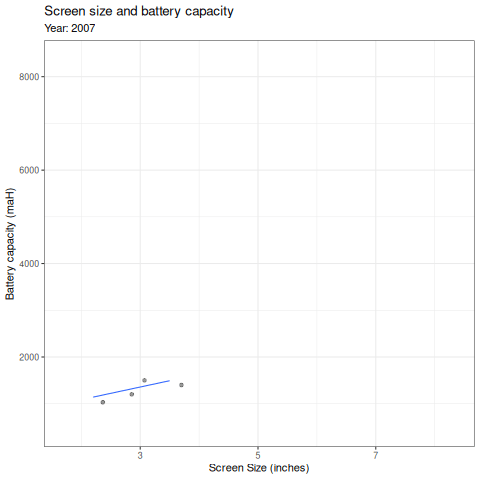 Screen size and battery capacity
Year: 2007
Battery capacity (maH)
8000
6000
4000
2000
3
5
7
Screen Size (inches)